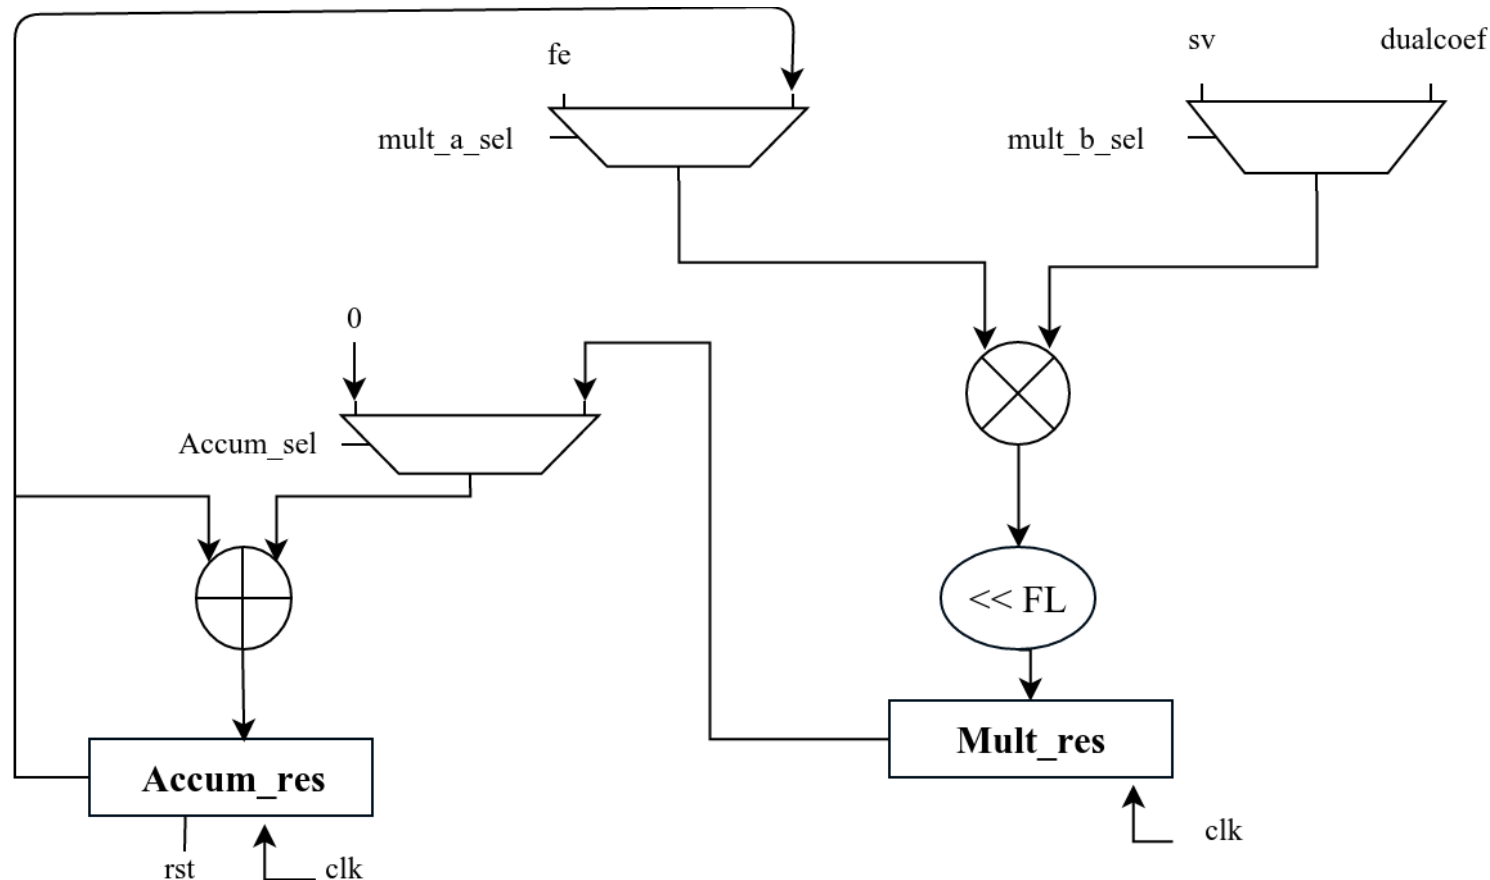 sv
dualcoef
fe
mult_a_sel
mult_b_sel
0
Accum_sel
<< FL
Mult_res
Accum_res
clk
rst
clk